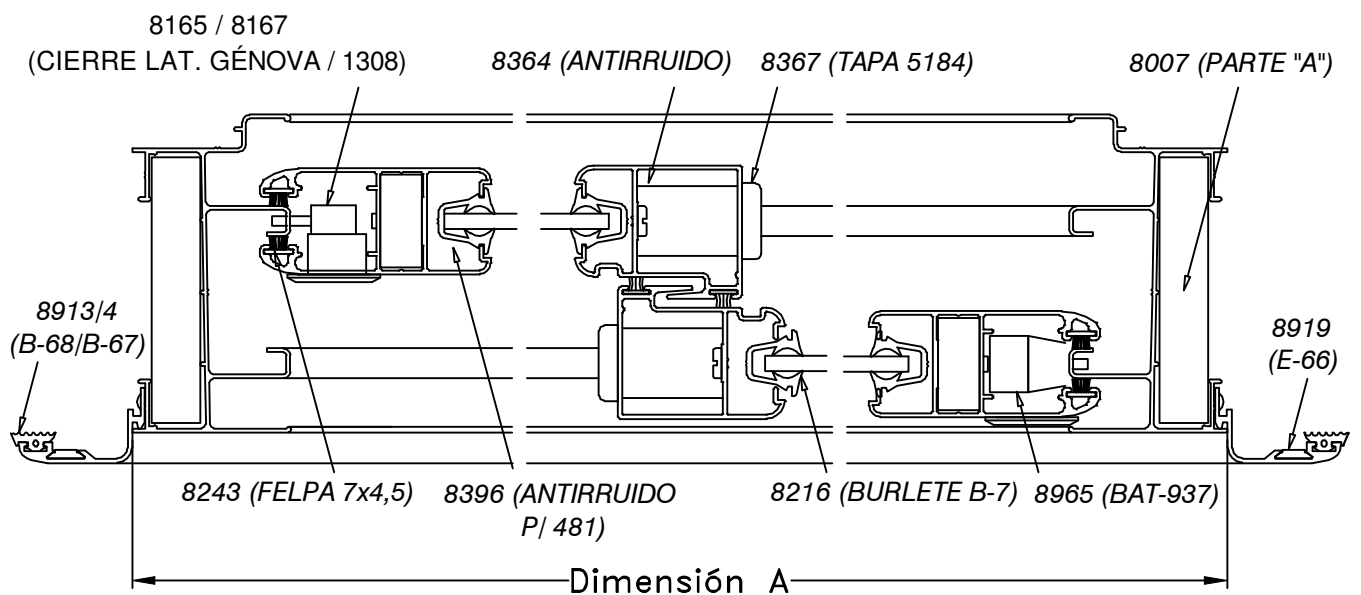 8165 / 8167
(CIERRE LAT. GÉNOVA / 1308)
8364 (ANTIRRUIDO)
8367 (TAPA 5184)
8007 (PARTE "A")
8913/4
(B-68/B-67)
8919
(E-66)
8243 (FELPA 7x4,5)
8396 (ANTIRRUIDO
P/ 481)
8216 (BURLETE B-7)
8965 (BAT-937)
Dimensión A